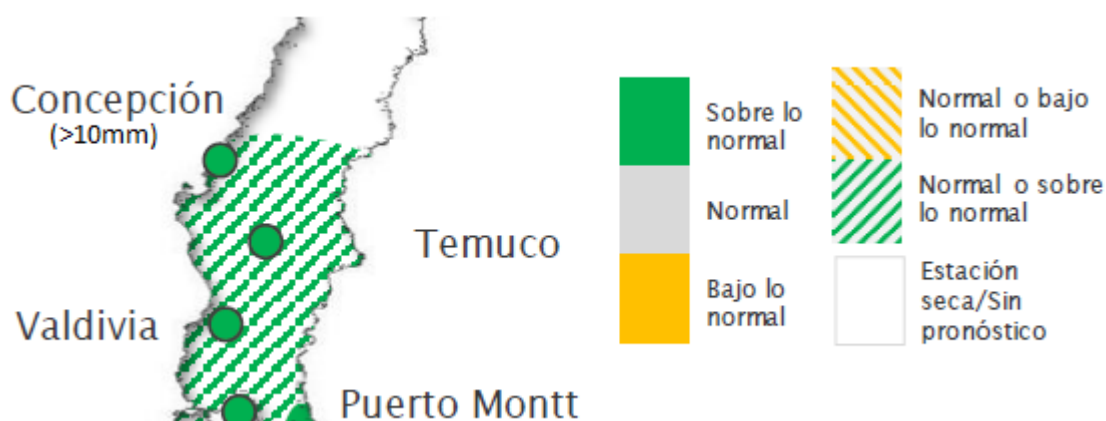 Concepción
(>10mm)
Temuco
Valdivia
Puerto Montt
Sobre lo
normal
Normal
Bajo lo
normal
Normal o bajo
lo normal
Normal o sobre
lo normal
Estación
seca/Sin
pronóstico